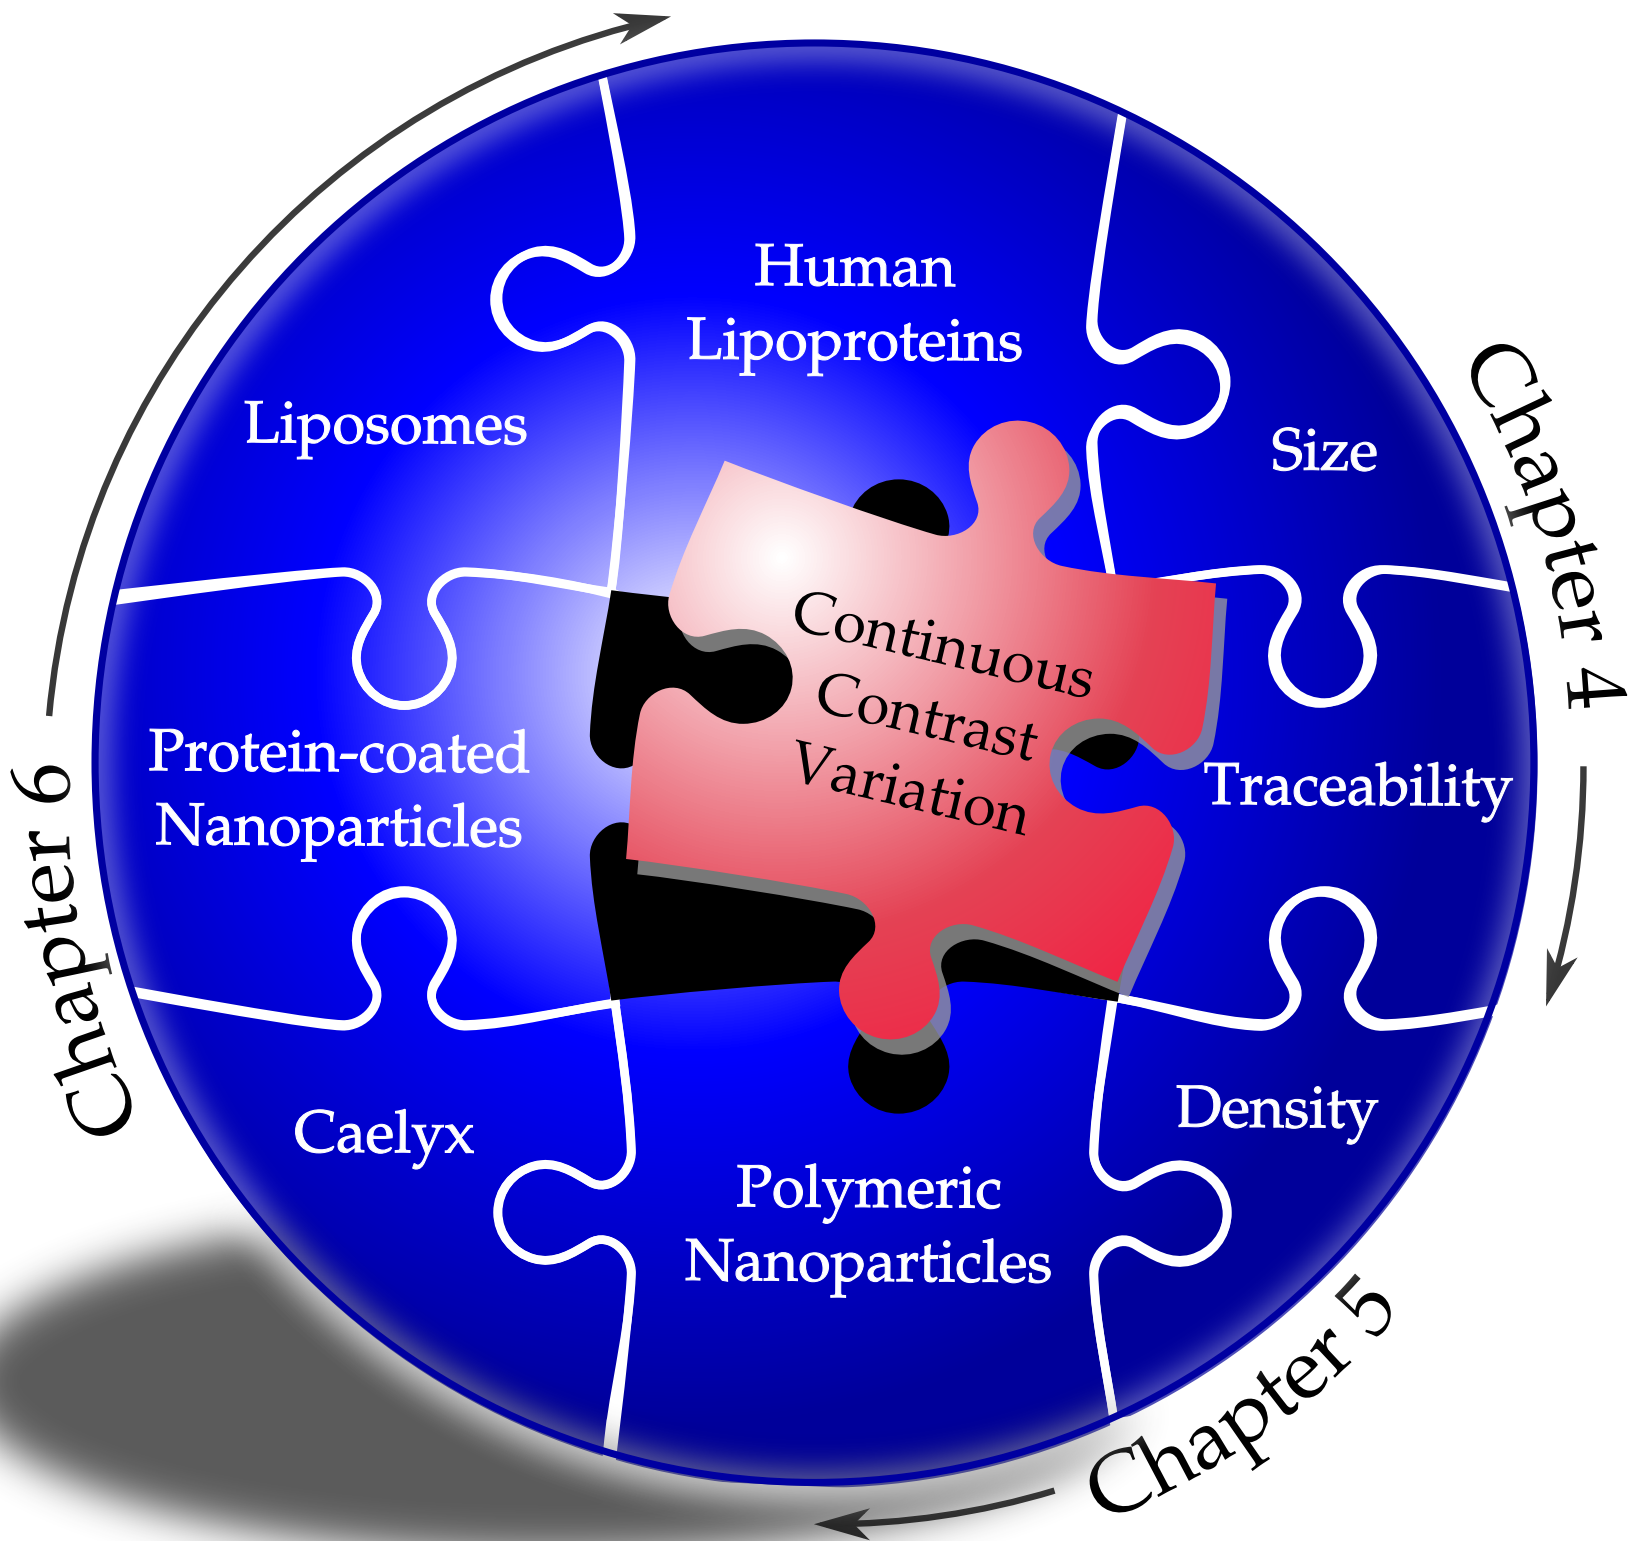 Human
Lipoproteins
Liposomes
Size
Chapter 4
Continuous
Contrast
Variation
Protein-coated
Nanoparticles
Traceability
Chapter 6
Caelyx
Density
Polymeric
Nanoparticles
Chapter 5